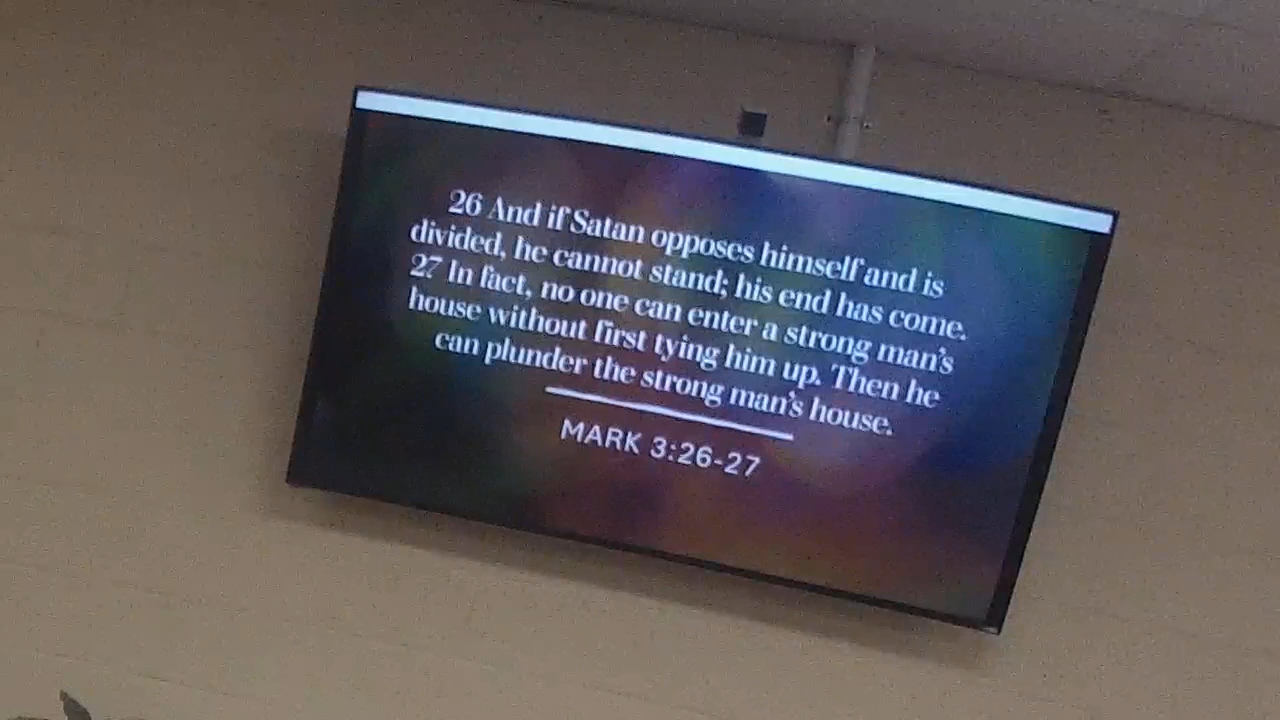 26 And if Satan opposes himself and is
divided, he cannot stand; his end has come.
27 In fact, no one can enter a strong man's
house without first tying him up. Then he
can plunder the strong man's house.
MARK 3:26-27